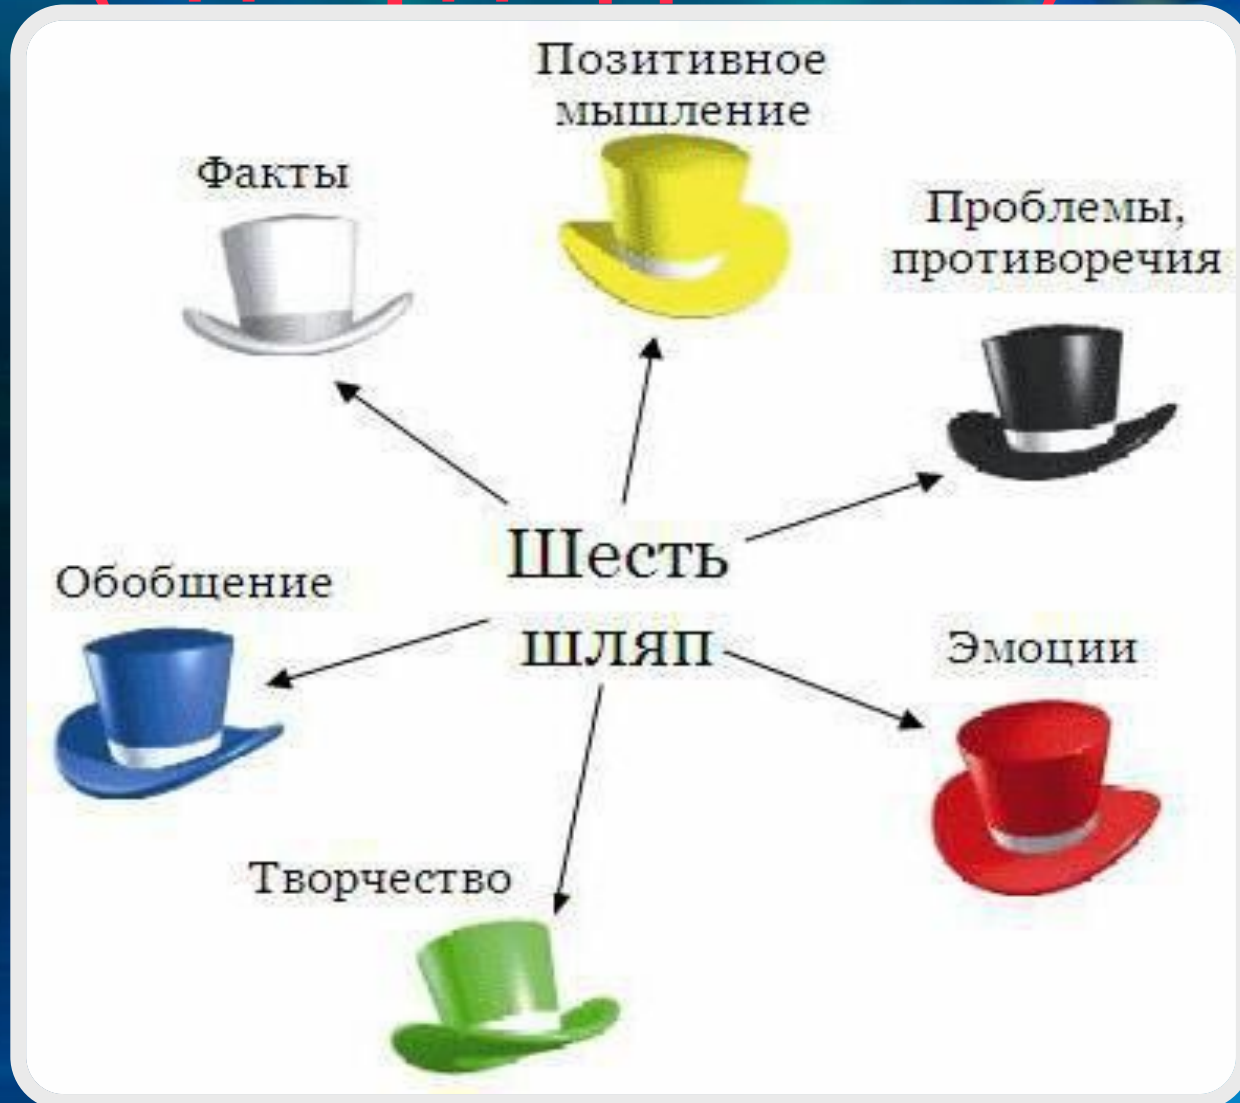 Позитивное
мышление
Факты
Проблемы,
противоречия
Шесть
шляп
Обобщение
Эмоции
Творчество